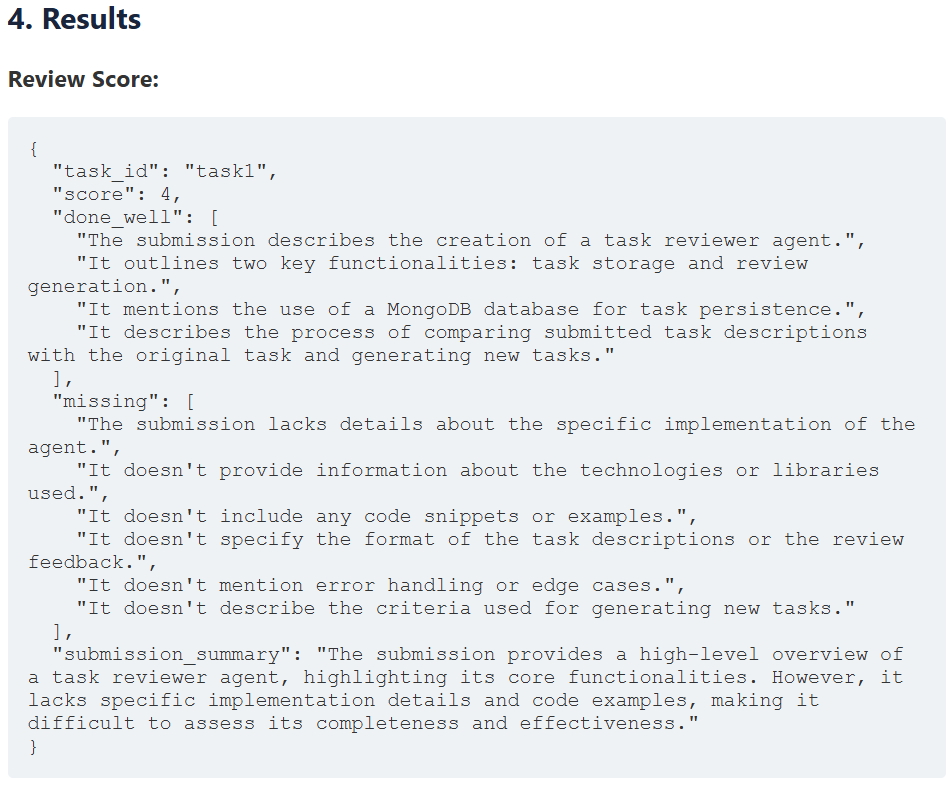 4. Results
Review Score:
{
  "task_id": "task1",
  "score": 4,
  "done_well": [
    "The submission describes the creation of a task reviewer agent.",
    "It outlines two key functionalities: task storage and review
generation.",
    "It mentions the use of a MongoDB database for task persistence.",
    "It describes the process of comparing submitted task descriptions
with the original task and generating new tasks."
  ],
  "missing": [
    "The submission lacks details about the specific implementation of the
agent.",
    "It doesn't provide information about the technologies or libraries
used.",
    "It doesn't include any code snippets or examples.",
    "It doesn't specify the format of the task descriptions or the review
feedback.",
    "It doesn't mention error handling or edge cases.",
    "It doesn't describe the criteria used for generating new tasks."
  ],
  "submission_summary": "The submission provides a high-level overview of
a task reviewer agent, highlighting its core functionalities. However, it
lacks specific implementation details and code examples, making it
difficult to assess its completeness and effectiveness."
}